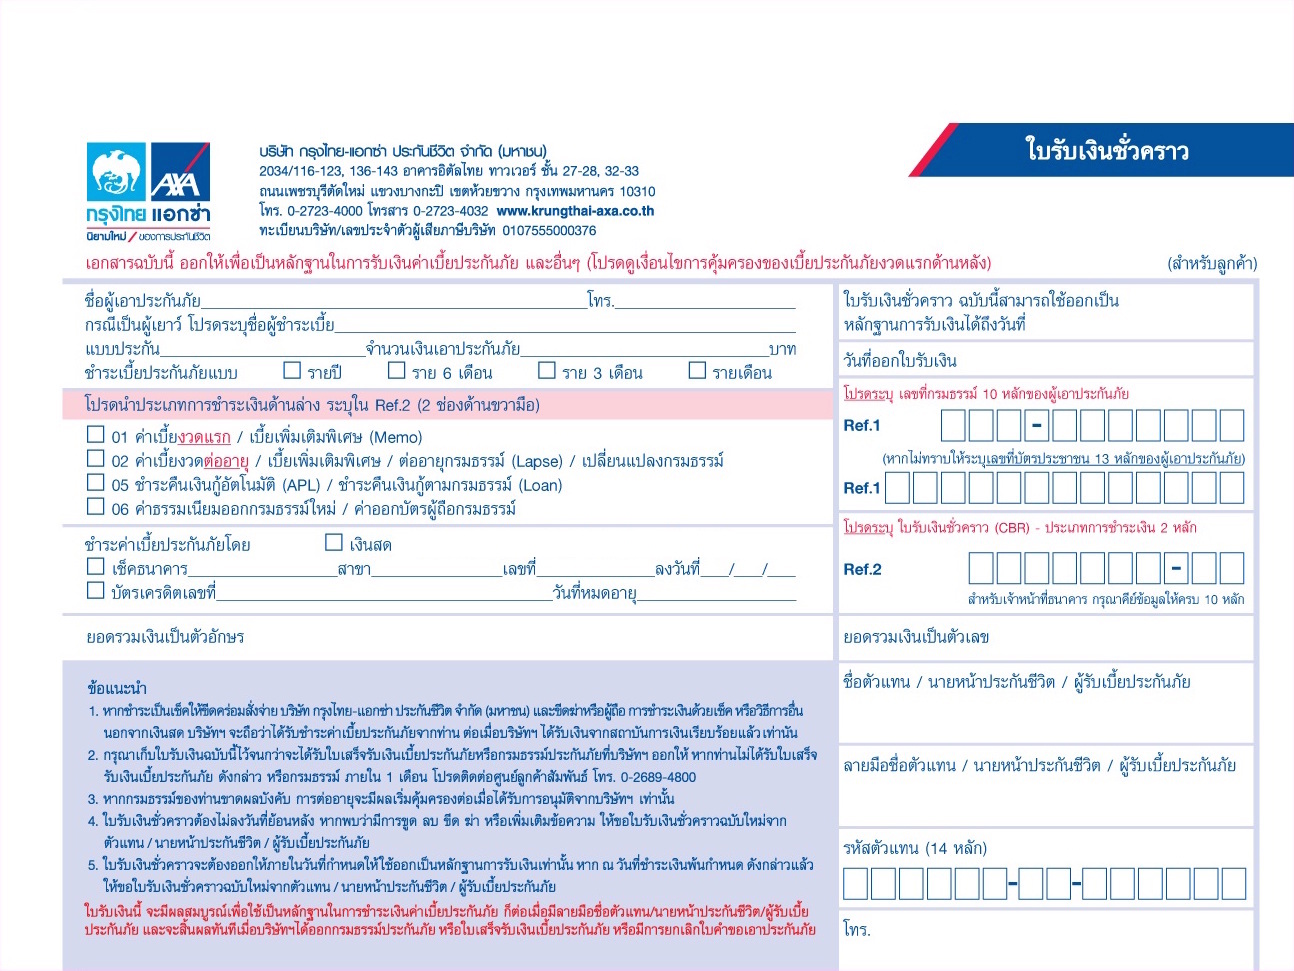 ใบรับเงินชั่วคราว
AXA
กรุงไทย แอกซ่า
นิยามใหม่ / ของการประกันชีวิต
บริษัท กรุงไทย-แอกซ่า ประกันชีวิต จำกัด (มหาชน)
2034/116-123, 136-143 อาคารอิตัลไทย ทาวเวอร์ ชั้น 27-28, 32-33
ถนนเพชรบุรีตัดใหม่ แขวงบางกะปิ เขตห้วยขวาง กรุงเทพมหานคร 10310
โทร. 0-2723-4000 โทรสาร 0-2723-4032 www.krungthai-axa.co.th
ทะเบียนบริษัท/เลขประจำตัวผู้เสียภาษีบริษัท 0107555000376
เอกสารฉบับนี้ ออกให้เพื่อเป็นหลักฐานในการรับเงินค่าเบี้ยประกันภัย และอื่นๆ (โปรดดูเงื่อนไขการคุ้มครองของเบี้ยประกันภัยงวดแรกด้านหลัง) (สำหรับลูกค้า)
ชื่อผู้เอาประกันภัย โทร.
กรณีเป็นผู้เยาว์ โปรดระบุชื่อผู้ชำระเบี้ย
แบบประกัน จำนวนเงินเอาประกันภัย บาท
ชำระเบี้ยประกันภัยแบบ รายปี ราย 6 เดือน ราย 3 เดือน รายเดือน
โปรดนำประเภทการชำระเงินด้านล่าง ระบุใน Ref.2 (2 ช่องด้านขวามือ)
01 ค่าเบี้ยงวดแรก / เบี้ยเพิ่มเติมพิเศษ (Memo)
02 ค่าเบี้ยงวดต่ออายุ / เบี้ยเพิ่มเติมพิเศษ / ต่ออายุกรมธรรม์ (Lapse) / เปลี่ยนแปลงกรมธรรม์
05 ชำระคืนเงินกู้อัตโนมัติ (APL) / ชำระคืนเงินกู้ตามกรมธรรม์ (Loan)
06 ค่าธรรมเนียมออกกรมธรรม์ใหม่ / ค่าออกบัตรผู้ถือกรมธรรม์
ชำระค่าเบี้ยประกันภัยโดย เงินสด
เช็คธนาคาร สาขา เลขที่ ลงวันที่ / /
บัตรเครดิตเลขที่ วันที่หมดอายุ
ยอดรวมเงินเป็นตัวอักษร
ข้อแนะนำ
1. หากชำระเป็นเช็คให้ขีดคร่อมสั่งจ่าย บริษัท กรุงไทย-แอกซ่า ประกันชีวิต จำกัด (มหาชน) และขีดฆ่าหรือผู้ถือ การชำระเงินด้วยเช็ค หรือวิธีการอื่น
นอกจากเงินสด บริษัทฯ จะถือว่าได้รับชำระค่าเบี้ยประกันภัยจากท่าน ต่อเมื่อบริษัทฯ ได้รับเงินจากสถาบันการเงินเรียบร้อยแล้ว เท่านั้น
2. กรุณาเก็บใบรับเงินฉบับนี้ไว้จนกว่าจะได้รับใบเสร็จรับเงินเบี้ยประกันภัยหรือกรมธรรม์ประกันภัยที่บริษัทฯ ออกให้ หากท่านไม่ได้รับใบเสร็จ
รับเงินเบี้ยประกันภัย ดังกล่าว หรือกรมธรรม์ ภายใน 1 เดือน โปรดติดต่อศูนย์ลูกค้าสัมพันธ์ โทร. 0-2689-4800
3. หากกรมธรรม์ของท่านขาดผลบังคับ การต่ออายุจะมีผลเริ่มคุ้มครองต่อเมื่อได้รับการอนุมัติจากบริษัทฯ เท่านั้น
4. ใบรับเงินชั่วคราวต้องไม่ลงวันที่ย้อนหลัง หากพบว่ามีการขูด ลบ ขีด ฆ่า หรือเพิ่มเติมข้อความ ให้ขอใบรับเงินชั่วคราวฉบับใหม่จาก
ตัวแทน / นายหน้าประกันชีวิต / ผู้รับเบี้ยประกันภัย
5. ใบรับเงินชั่วคราวจะต้องออกให้ภายในวันที่กำหนดให้ใช้ออกเป็นหลักฐานการรับเงินเท่านั้น หาก ณ วันที่ชำระเงินพ้นกำหนด ดังกล่าวแล้ว
ให้ขอใบรับเงินชั่วคราวฉบับใหม่จากตัวแทน / นายหน้าประกันชีวิต / ผู้รับเบี้ยประกันภัย
ใบรับเงินนี้ จะมีผลสมบูรณ์เพื่อใช้เป็นหลักฐานในการชำระเงินค่าเบี้ยประกันภัย ก็ต่อเมื่อมีลายมือชื่อตัวแทน/นายหน้าประกันชีวิต/ผู้รับเบี้ย
ประกันภัย และจะสิ้นผลทันทีเมื่อบริษัทฯได้ออกกรมธรรม์ประกันภัย หรือใบเสร็จรับเงินเบี้ยประกันภัย หรือมีการยกเลิกใบคำขอเอาประกันภัย
ใบรับเงินชั่วคราว ฉบับนี้สามารถใช้ออกเป็น
หลักฐานการรับเงินได้ถึงวันที่
วันที่ออกใบรับเงิน
โปรดระบุ เลขที่กรมธรรม์ 10 หลักของผู้เอาประกันภัย
Ref.1 -
(หากไม่ทราบให้ระบุเลขที่บัตรประชาชน 13 หลักของผู้เอาประกันภัย)
Ref.1
โปรดระบุ ใบรับเงินชั่วคราว (CBR) - ประเภทการชำระเงิน 2 หลัก
Ref.2 -
สำหรับเจ้าหน้าที่ธนาคาร กรุณาคีย์ข้อมูลให้ครบ 10 หลัก
ยอดรวมเงินเป็นตัวเลข
ชื่อตัวแทน / นายหน้าประกันชีวิต / ผู้รับเบี้ยประกันภัย
ลายมือชื่อตัวแทน / นายหน้าประกันชีวิต / ผู้รับเบี้ยประกันภัย
รหัสตัวแทน (14 หลัก)
- -
โทร.